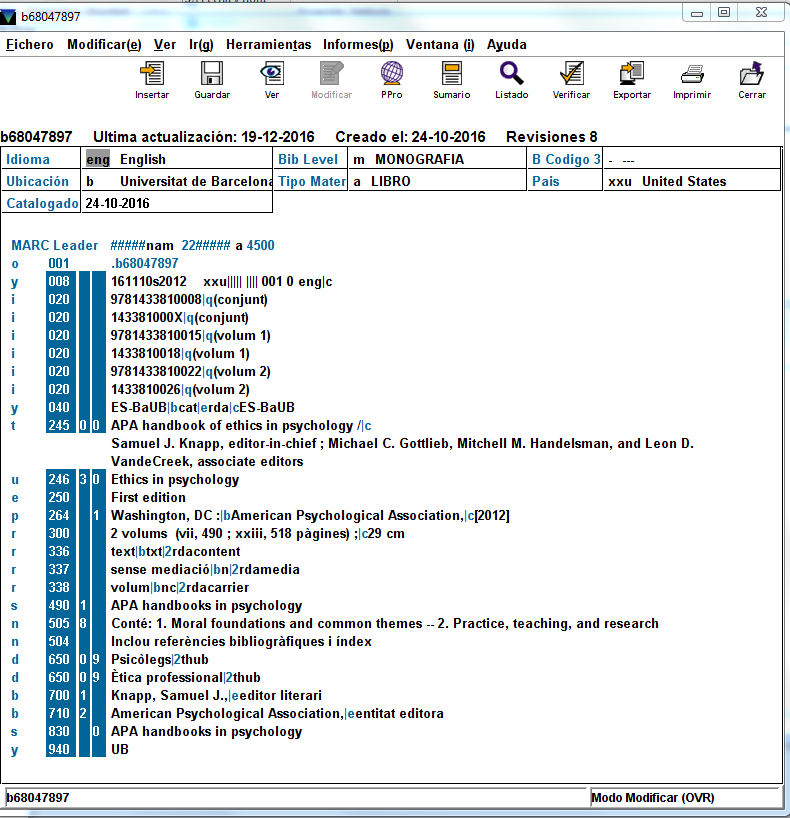 b68047897
Fichero Modificar(e) Ver Ir(g) Herramientas Informes(p) Ventana (i) Ayuda
Insertar Guardar Ver Modificar PPro Sumario Listado Verificar Exportar Imprimir Cerrar
b68047897 Ultima actualización: 19-12-2016 Creado el: 24-10-2016 Revisiones 8
Idioma eng English Bib Level m MONOGRAFIA B Codigo 3 - ---
Ubicación b Universitat de Barcelona Tipo Mater a LIBRO Pais xxu United States
Catalogado 24-10-2016
MARC Leader #####nam 22##### a 4500
o 001 .b68047897
y 008 161110s2012 xxu||||| |||| 001 0 eng|c
i 020 9781433810008|q(conjunt)
i 020 143381000X|q(conjunt)
i 020 9781433810015|q(volum 1)
i 020 1433810018|q(volum 1)
i 020 9781433810022|q(volum 2)
i 020 1433810026|q(volum 2)
y 040 ES-BaUB|bcat|erda|cES-BaUB
t 245 0 0 APA handbook of ethics in psychology /|c
Samuel J. Knapp, editor-in-chief ; Michael C. Gottlieb, Mitchell M. Handelsman, and Leon D.
VandeCreek, associate editors
u 246 3 0 Ethics in psychology
e 250 First edition
p 264 1 Washington, DC :|bAmerican Psychological Association,|c[2012]
r 300 2 volums (vii, 490 ; xxiii, 518 pàgines) ;|c29 cm
r 336 text|btxt|2rdacontent
r 337 sense mediació|bn|2rdamedia
r 338 volum|bnc|2rdacarrier
s 490 1 APA handbooks in psychology
n 505 8 Conté: 1. Moral foundations and common themes -- 2. Practice, teaching, and research
n 504 Inclou referències bibliogràfiques i índex
d 650 0 9 Psicòlegs|2thub
d 650 0 9 Ètica professional|2thub
b 700 1 Knapp, Samuel J.,|eeditor literari
b 710 2 American Psychological Association,|eentitat editora
s 830 0 APA handbooks in psychology
y 940 UB
b68047897 Modo Modificar (OVR)